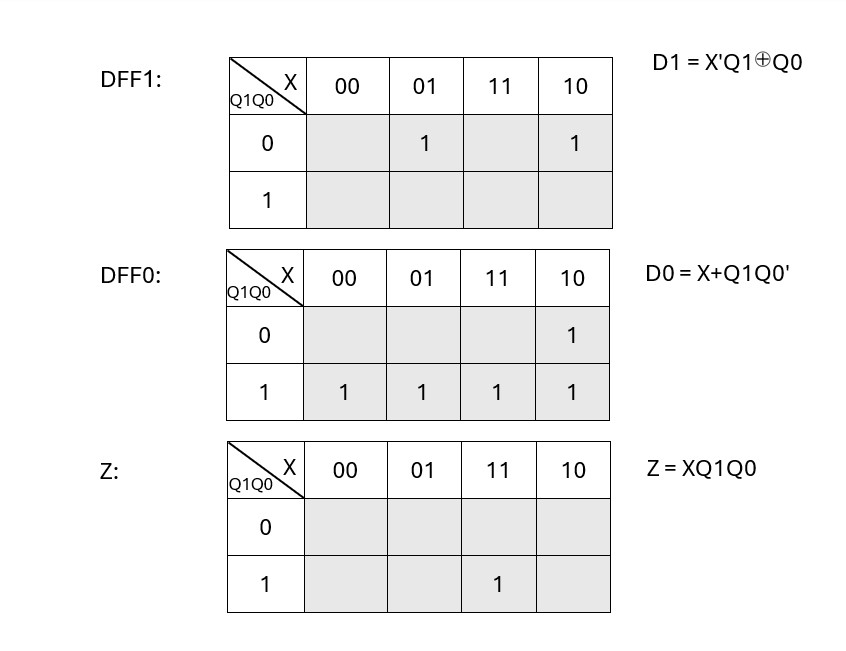 DFF1:
D1 = X'Q1⊕Q0
X 00 01 11 10
Q1Q0
0 1 1
1
DFF0:
D0 = X+Q1Q0'
X 00 01 11 10
Q1Q0
0 1
1 1 1 1 1
Z:
Z = XQ1Q0
X 00 01 11 10
Q1Q0
0
1 1